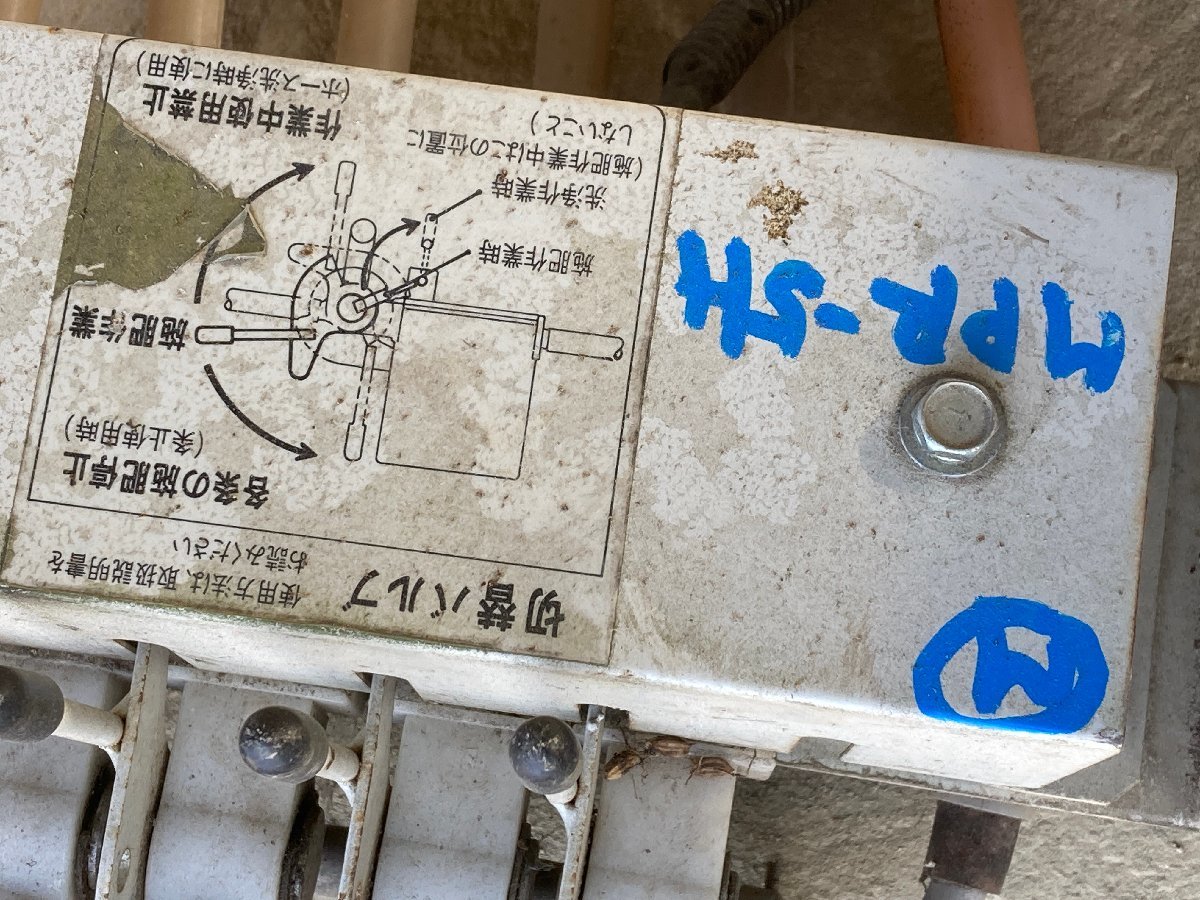 切替バルブ
使用方法は、取扱説明書を
お読みください
各条の施肥停止
(条止使用時)
施肥作業
施肥作業時
洗浄作業時
(施肥作業中はこの位置に
しないこと)
作業中使用禁止
(ホース洗浄時に使用)
②